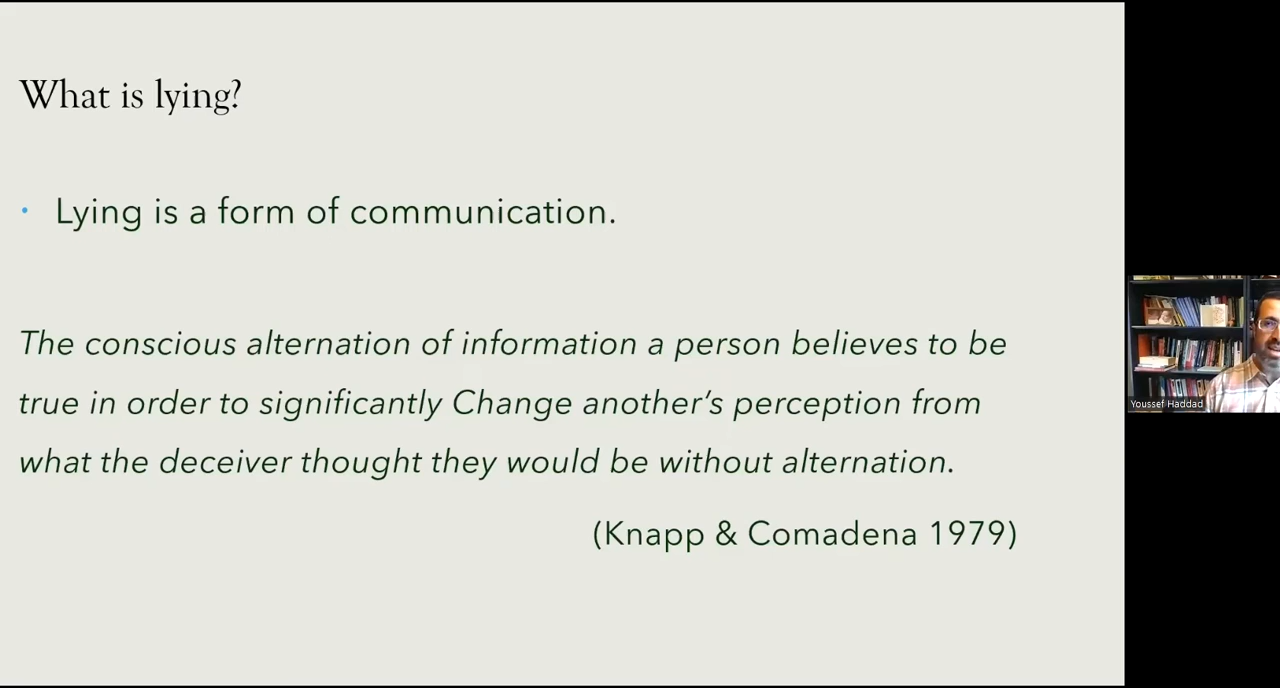 What is lying?
· Lying is a form of communication.
The conscious alternation of information a person believes to be
true in order to significantly Change another’s perception from
what the deceiver thought they would be without alternation.
(Knapp & Comadena 1979)
Youssef Haddad